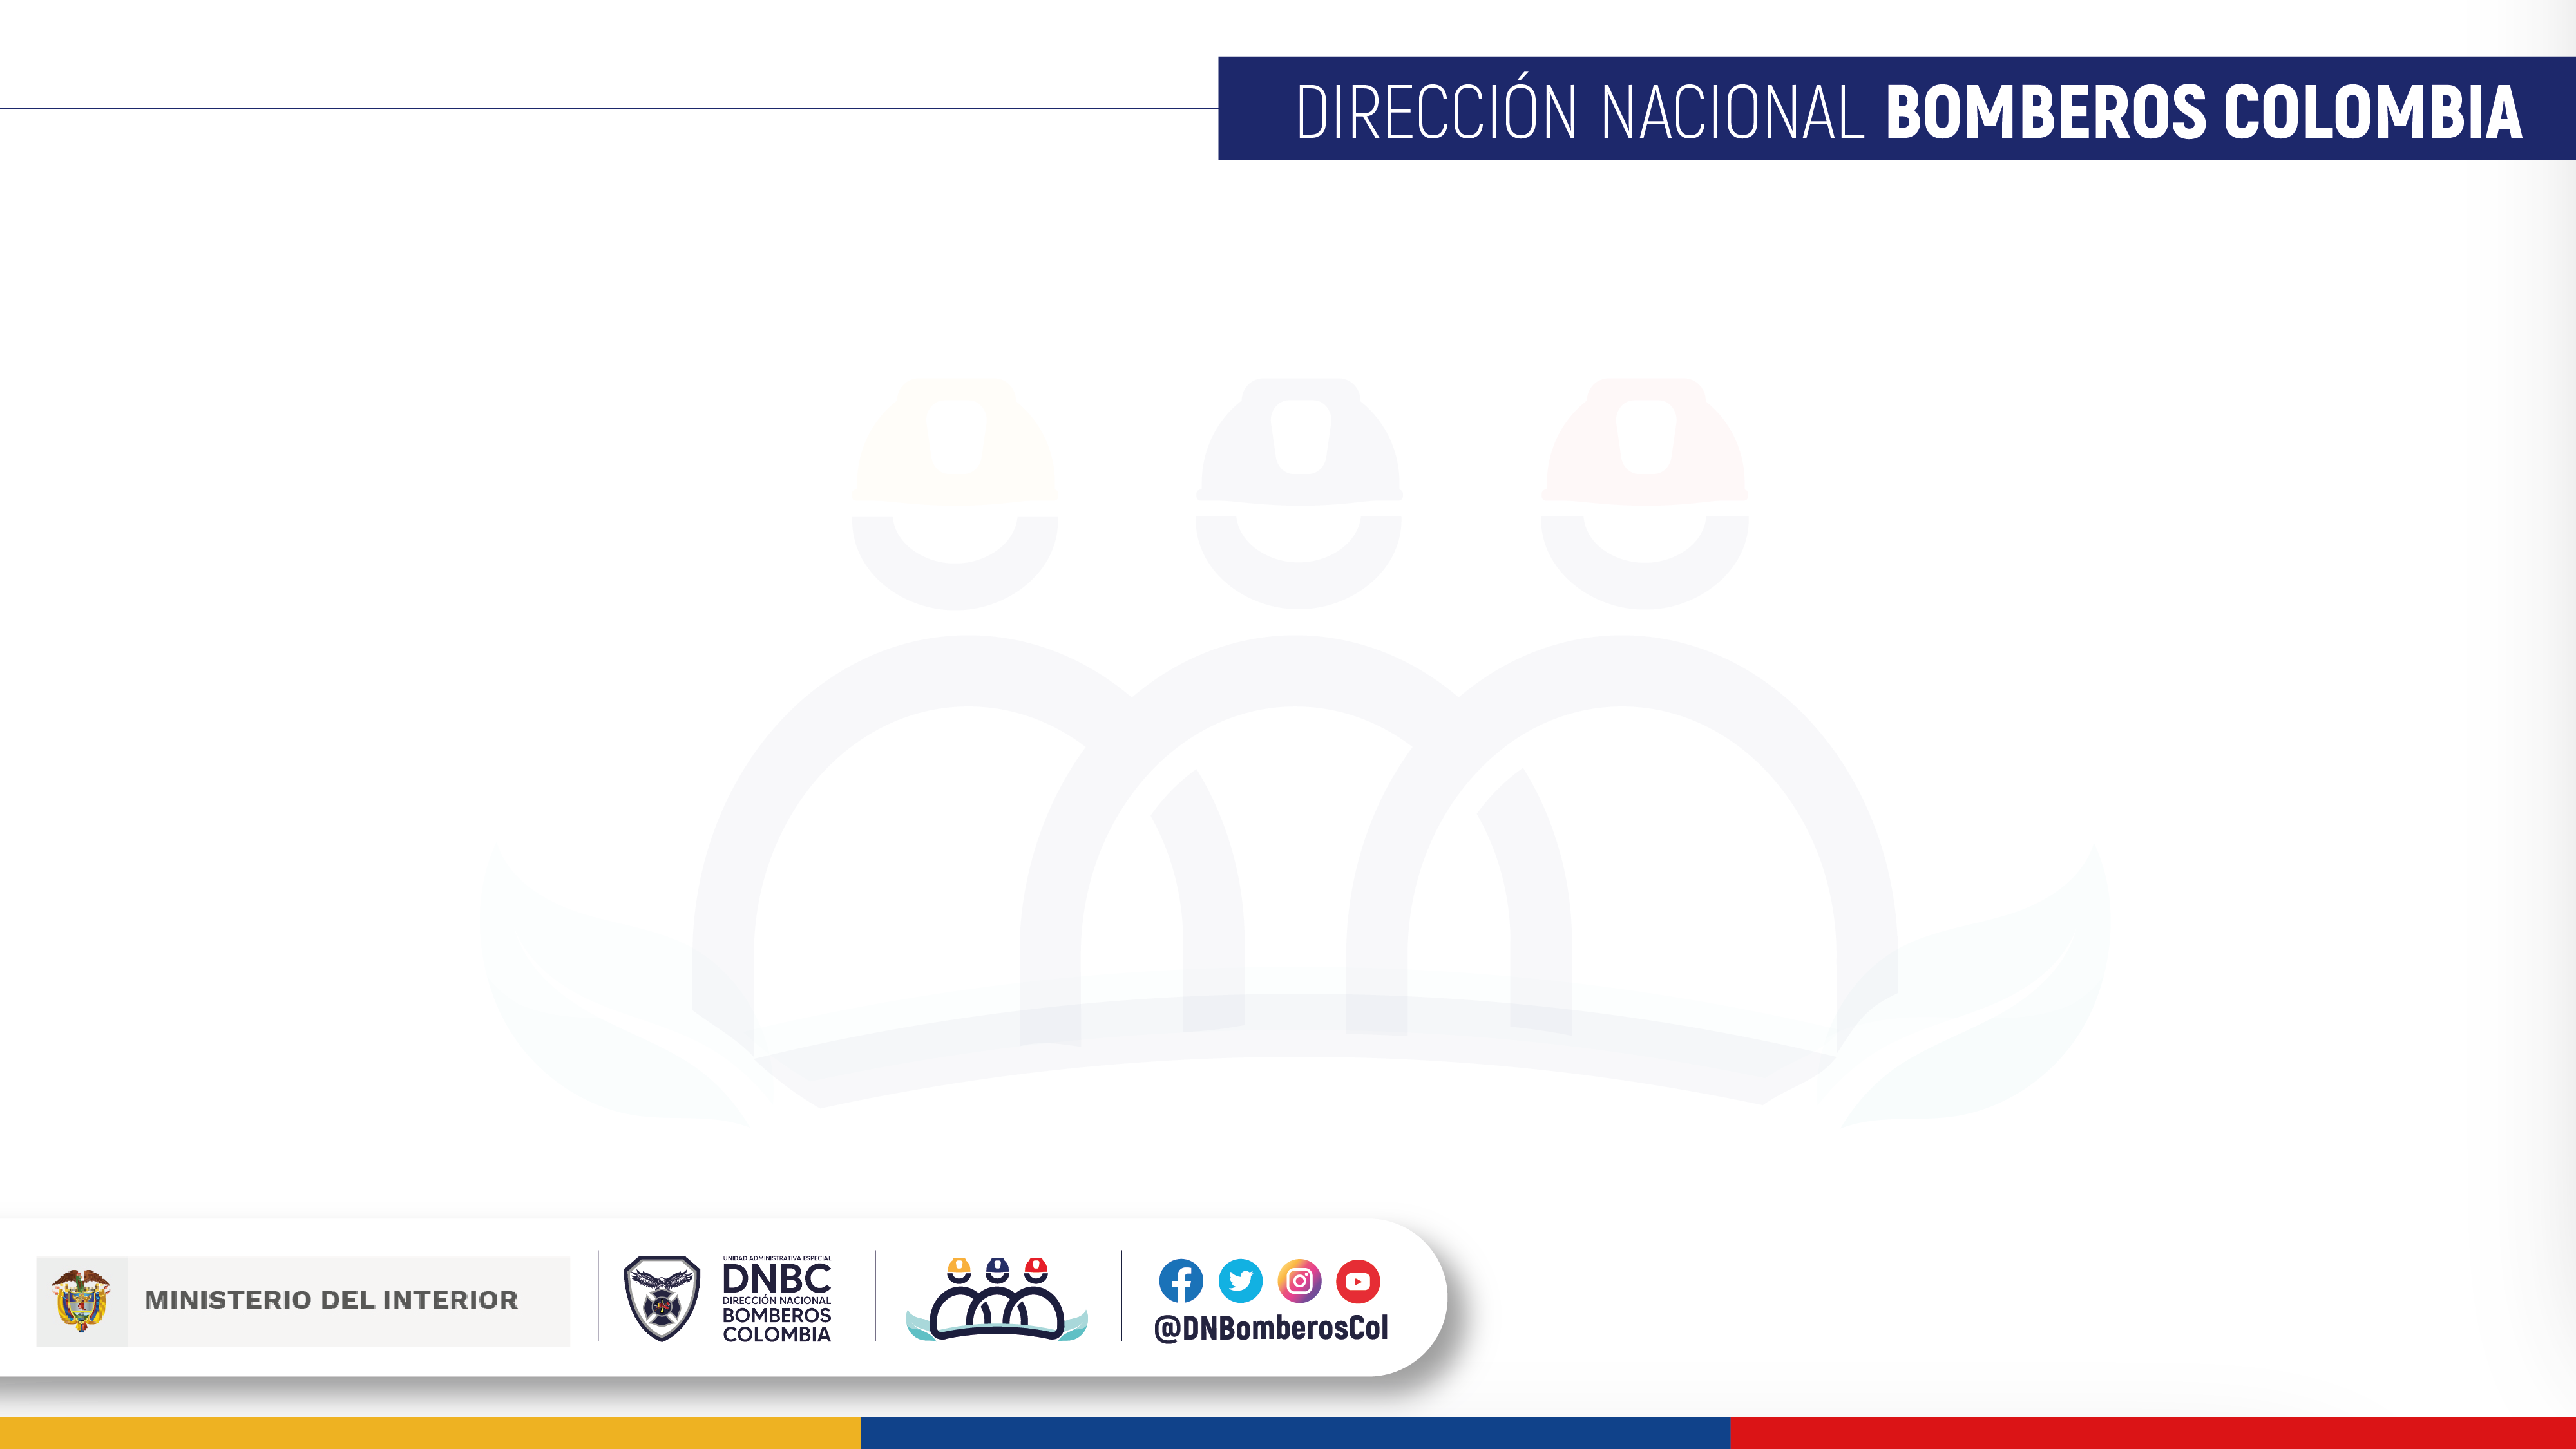 DIRECCIÓN NACIONAL BOMBEROS COLOMBIA
MINISTERIO DEL INTERIOR
UNIDAD ADMINISTRATIVA ESPECIAL
DNBC
DIRECCIÓN NACIONAL
BOMBEROS
COLOMBIA
@DNBomberosCol